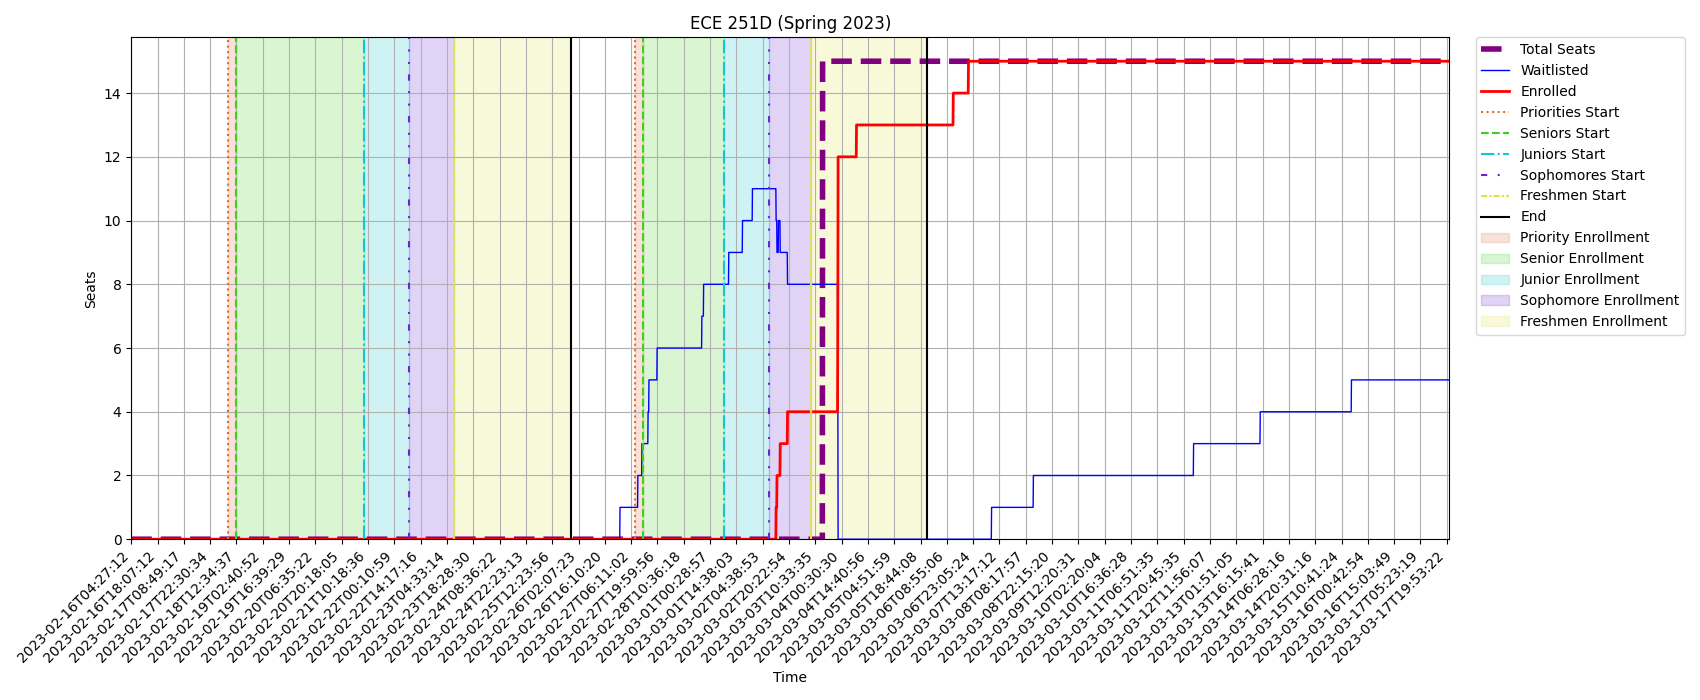 ECE 251D (Spring 2023)
Seats
14
12
10
8
6
4
2
0
2023-02-16T04:27:12
2023-02-16T18:07:12
2023-02-17T08:49:17
2023-02-17T22:30:34
2023-02-18T12:34:37
2023-02-19T02:40:52
2023-02-19T16:39:29
2023-02-20T06:35:22
2023-02-20T20:18:05
2023-02-21T10:18:36
2023-02-22T00:10:59
2023-02-22T14:17:16
2023-02-23T04:33:14
2023-02-23T18:28:30
2023-02-24T08:36:22
2023-02-24T22:23:13
2023-02-25T12:23:56
2023-02-26T02:07:23
2023-02-26T16:10:20
2023-02-27T06:11:02
2023-02-27T19:59:56
2023-02-28T10:36:18
2023-03-01T00:28:57
2023-03-01T14:38:03
2023-03-02T04:38:53
2023-03-02T20:22:54
2023-03-03T10:33:35
2023-03-04T00:30:30
2023-03-04T14:40:56
2023-03-05T04:51:59
2023-03-05T18:44:08
2023-03-06T08:55:06
2023-03-06T23:05:24
2023-03-07T13:17:12
2023-03-08T08:17:57
2023-03-08T22:15:20
2023-03-09T12:20:31
2023-03-10T02:20:04
2023-03-10T16:36:28
2023-03-11T06:51:35
2023-03-11T20:45:35
2023-03-12T11:56:07
2023-03-13T01:51:05
2023-03-13T16:15:41
2023-03-14T06:28:16
2023-03-14T20:31:16
2023-03-15T10:41:24
2023-03-16T00:42:54
2023-03-16T15:03:49
2023-03-17T05:23:19
2023-03-17T19:53:22
Time
Total Seats
Waitlisted
Enrolled
Priorities Start
Seniors Start
Juniors Start
Sophomores Start
Freshmen Start
End
Priority Enrollment
Senior Enrollment
Junior Enrollment
Sophomore Enrollment
Freshmen Enrollment